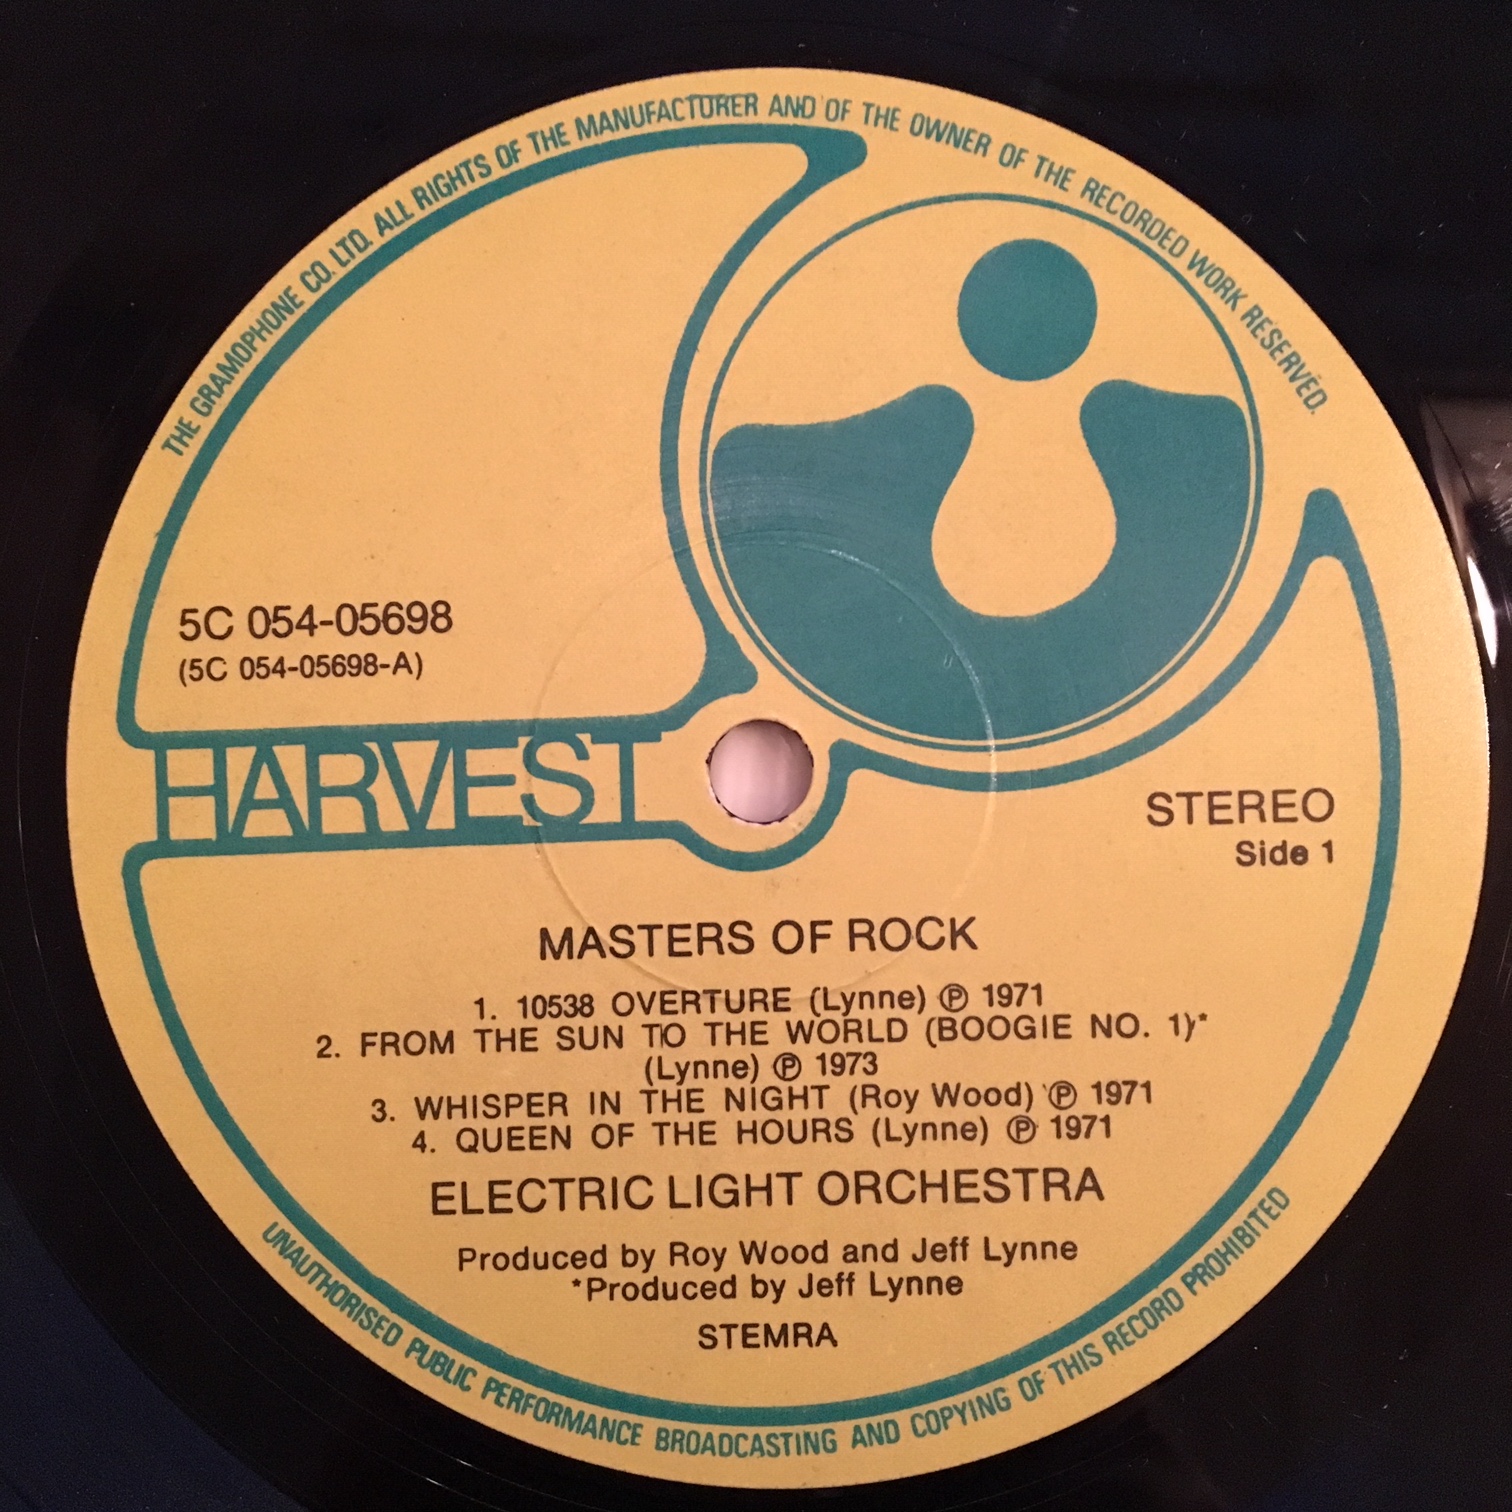 THE GRAMOPHONE CO. LTD. ALL RIGHTS OF THE MANUFACTURER AND OF THE OWNER OF THE RECORDED WORK RESERVED.
5C 054-05698
(5C 054-05698-A)
HARVEST
STEREO
Side 1
MASTERS OF ROCK
1. 10538 OVERTURE (Lynne) Ⓟ 1971
2. FROM THE SUN TO THE WORLD (BOOGIE NO. 1)*
(Lynne) Ⓟ 1973
3. WHISPER IN THE NIGHT (Roy Wood) Ⓟ 1971
4. QUEEN OF THE HOURS (Lynne) Ⓟ 1971
ELECTRIC LIGHT ORCHESTRA
Produced by Roy Wood and Jeff Lynne
*Produced by Jeff Lynne
STEMRA
UNAUTHORISED PUBLIC PERFORMANCE BROADCASTING AND COPYING OF THIS RECORD PROHIBITED